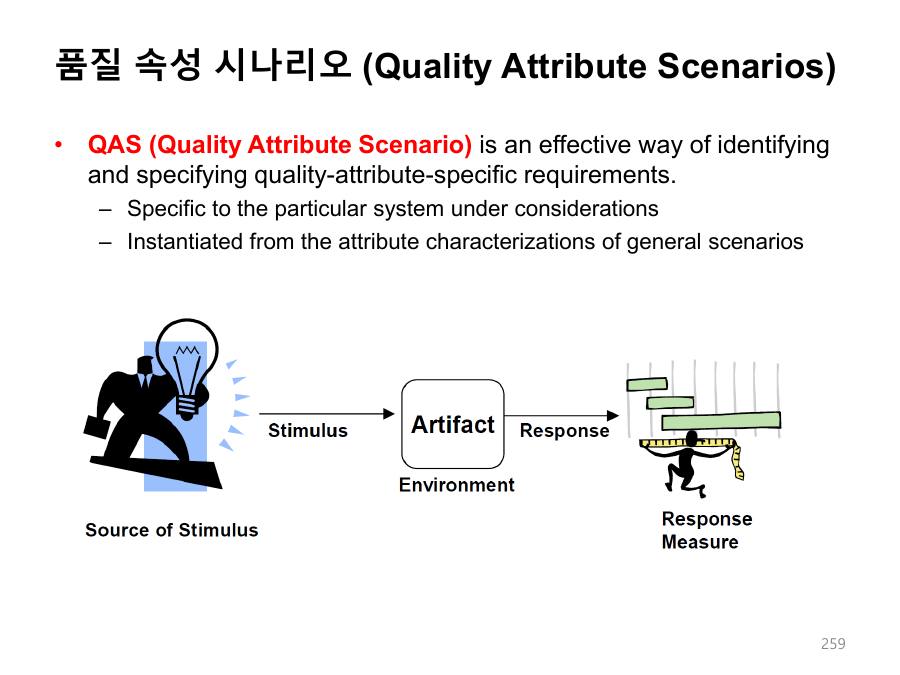 품질 속성 시나리오 (Quality Attribute Scenarios)
• QAS (Quality Attribute Scenario) is an effective way of identifying
and specifying quality-attribute-specific requirements.
– Specific to the particular system under considerations
– Instantiated from the attribute characterizations of general scenarios
Stimulus
Artifact
Response
Environment
Source of Stimulus
Response
Measure
259